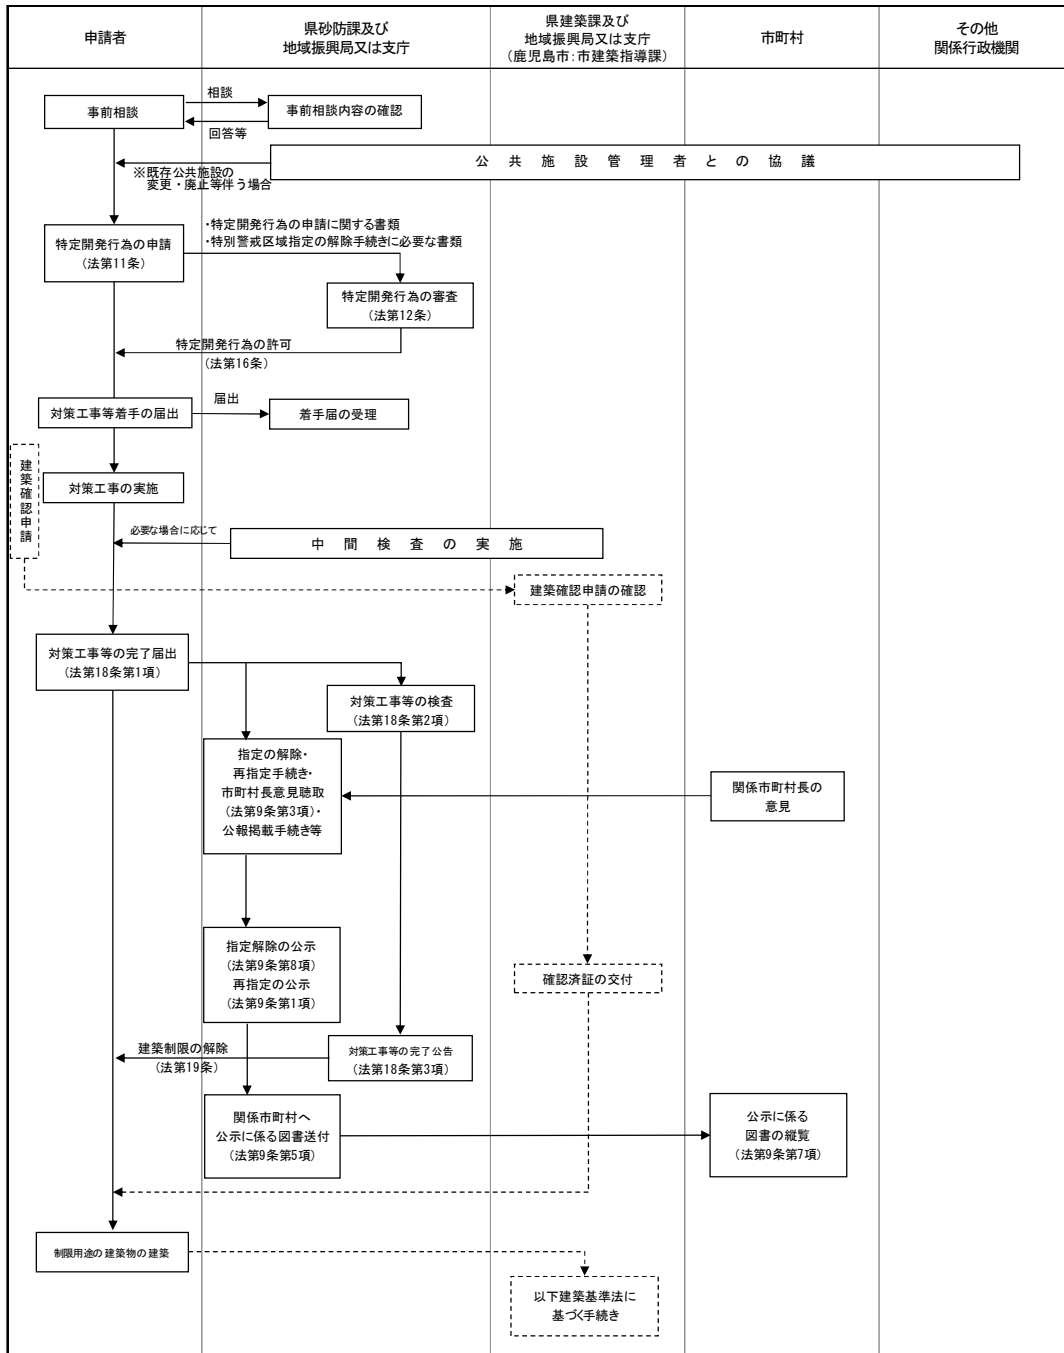 申請者
県砂防課及び
地域振興局又は支庁
県建築課及び
地域振興局又は支庁
(鹿児島市:市建築指導課)
市町村
その他
関係行政機関
事前相談
相談
回答等
事前相談内容の確認
公共施設管理者との協議
※既存公共施設の
変更・廃止等伴う場合
特定開発行為の申請
(法第11条)
・特定開発行為の申請に関する書類
・特別警戒区域指定の解除手続きに必要な書類
特定開発行為の審査
(法第12条)
特定開発行為の許可
(法第16条)
対策工事等着手の届出
届出
着手届の受理
建築確認申請
対策工事の実施
必要な場合に応じて
中間検査の実施
建築確認申請の確認
対策工事等の完了届出
(法第18条第1項)
対策工事等の検査
(法第18条第2項)
指定の解除・
再指定手続き・
市町村長意見聴取
(法第9条第3項)・
公報掲載手続き等
関係市町村長の
意見
指定解除の公示
(法第9条第8項)
再指定の公示
(法第9条第1項)
確認済証の交付
建築制限の解除
(法第19条)
対策工事等の完了公告
(法第18条第3項)
関係市町村へ
公示に係る図書送付
(法第9条第5項)
公示に係る
図書の縦覧
(法第9条第7項)
制限用途の建築物の建築
以下建築基準法に
基づく手続き